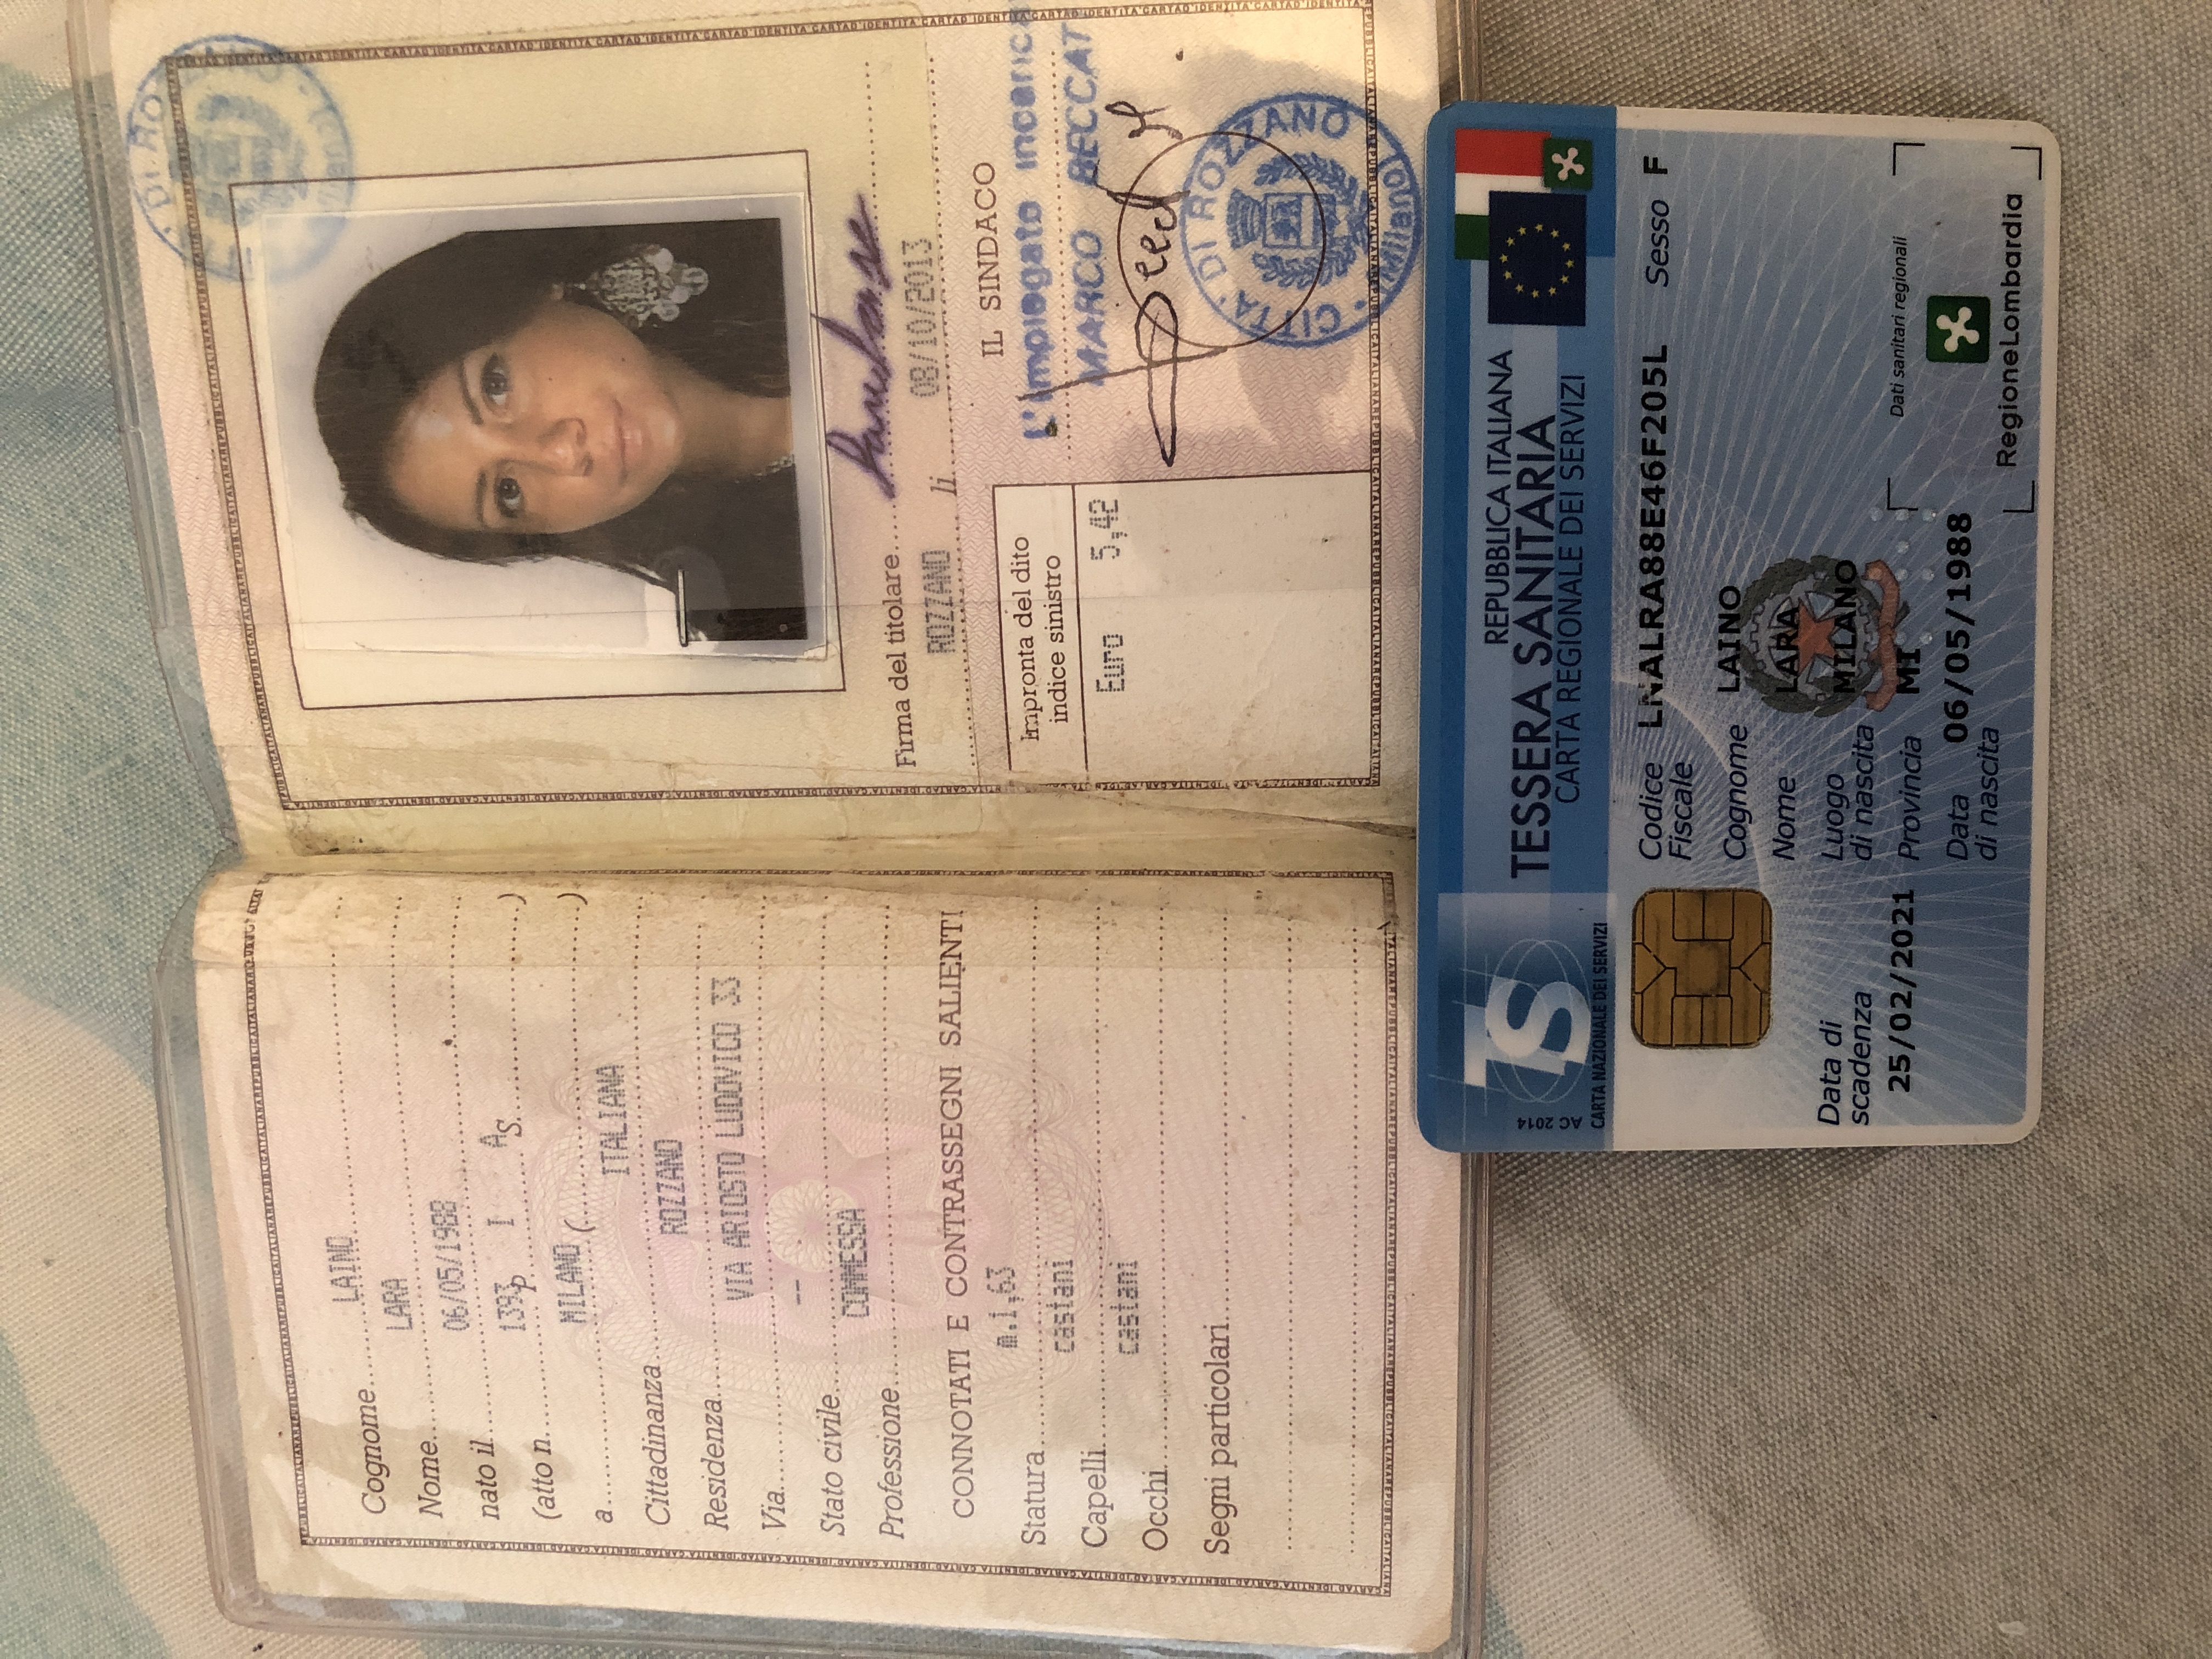 Cognome LAINO
Nome LARA
nato il 06/05/1988
(atto n. 1393 p. I S. A )
a MILANO ( )
Cittadinanza ITALIANA
Residenza ROZZANO
Via VIA ARIOSTO LUDOVICO 33
Stato civile --
Professione COMMESSA
CONNOTATI E CONTRASSEGNI SALIENTI
Statura m.1,63
Capelli castani
Occhi castani
Segni particolari
Firma del titolare
ROZZANO li 08/10/2013
IL SINDACO
L'impiegato incarica
MARCO BECCAT
Impronta del dito
indice sinistro
Euro 5,42
CITTA' DI ROZZANO
(Milano)
TS
AC 2014
CARTA NAZIONALE DEI SERVIZI
REPUBBLICA ITALIANA
TESSERA SANITARIA
CARTA REGIONALE DEI SERVIZI
Codice Fiscale LNALRA88E46F205L Sesso F
Cognome LAINO
Nome LARA
Luogo di nascita MILANO
Provincia MI
Data di nascita 06/05/1988
Data di scadenza
25/02/2021
Dati sanitari regionali
RegioneLombardia